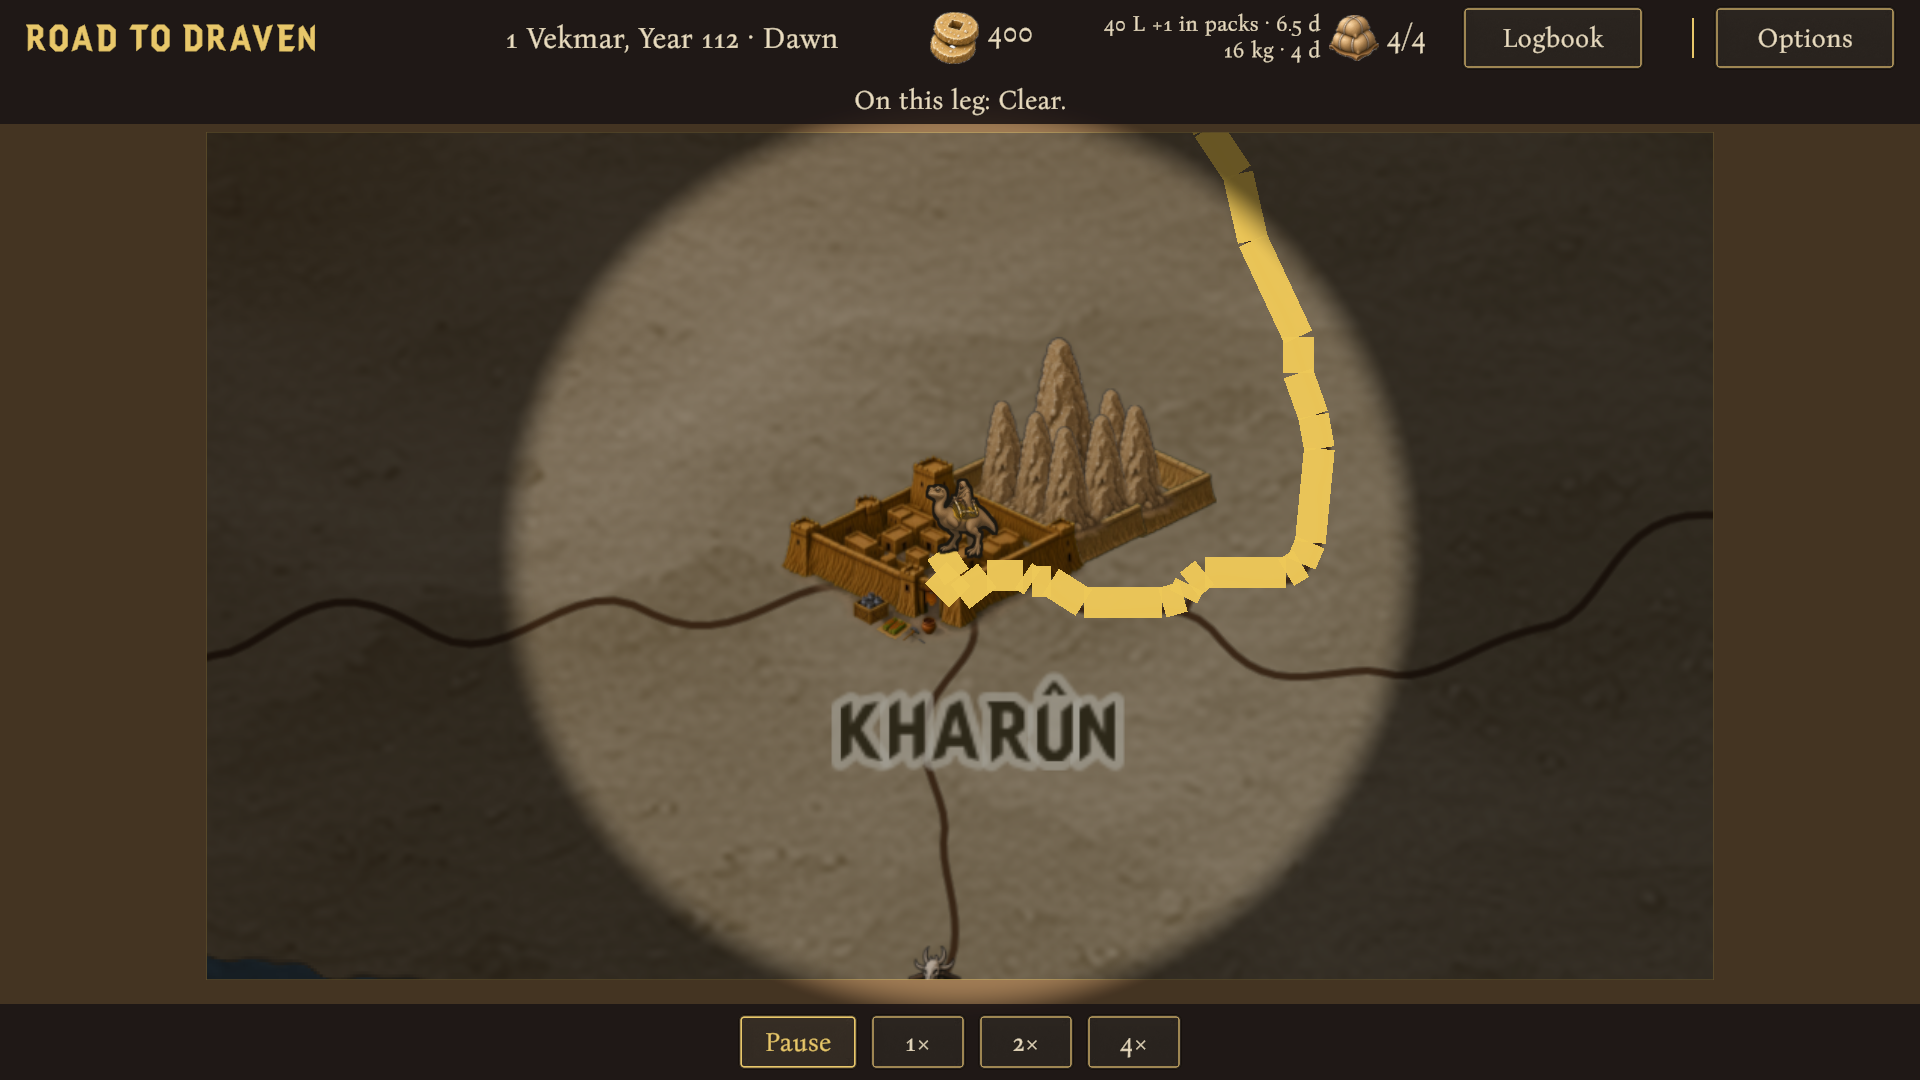 ROAD TO DRAVEN
1 Vekmar, Year 112 · Dawn
400
40 L +1 in packs · 6.5 d
16 kg · 4 d
4/4
Logbook
Options
On this leg: Clear.
KHARÛN
Pause
1×
2×
4×